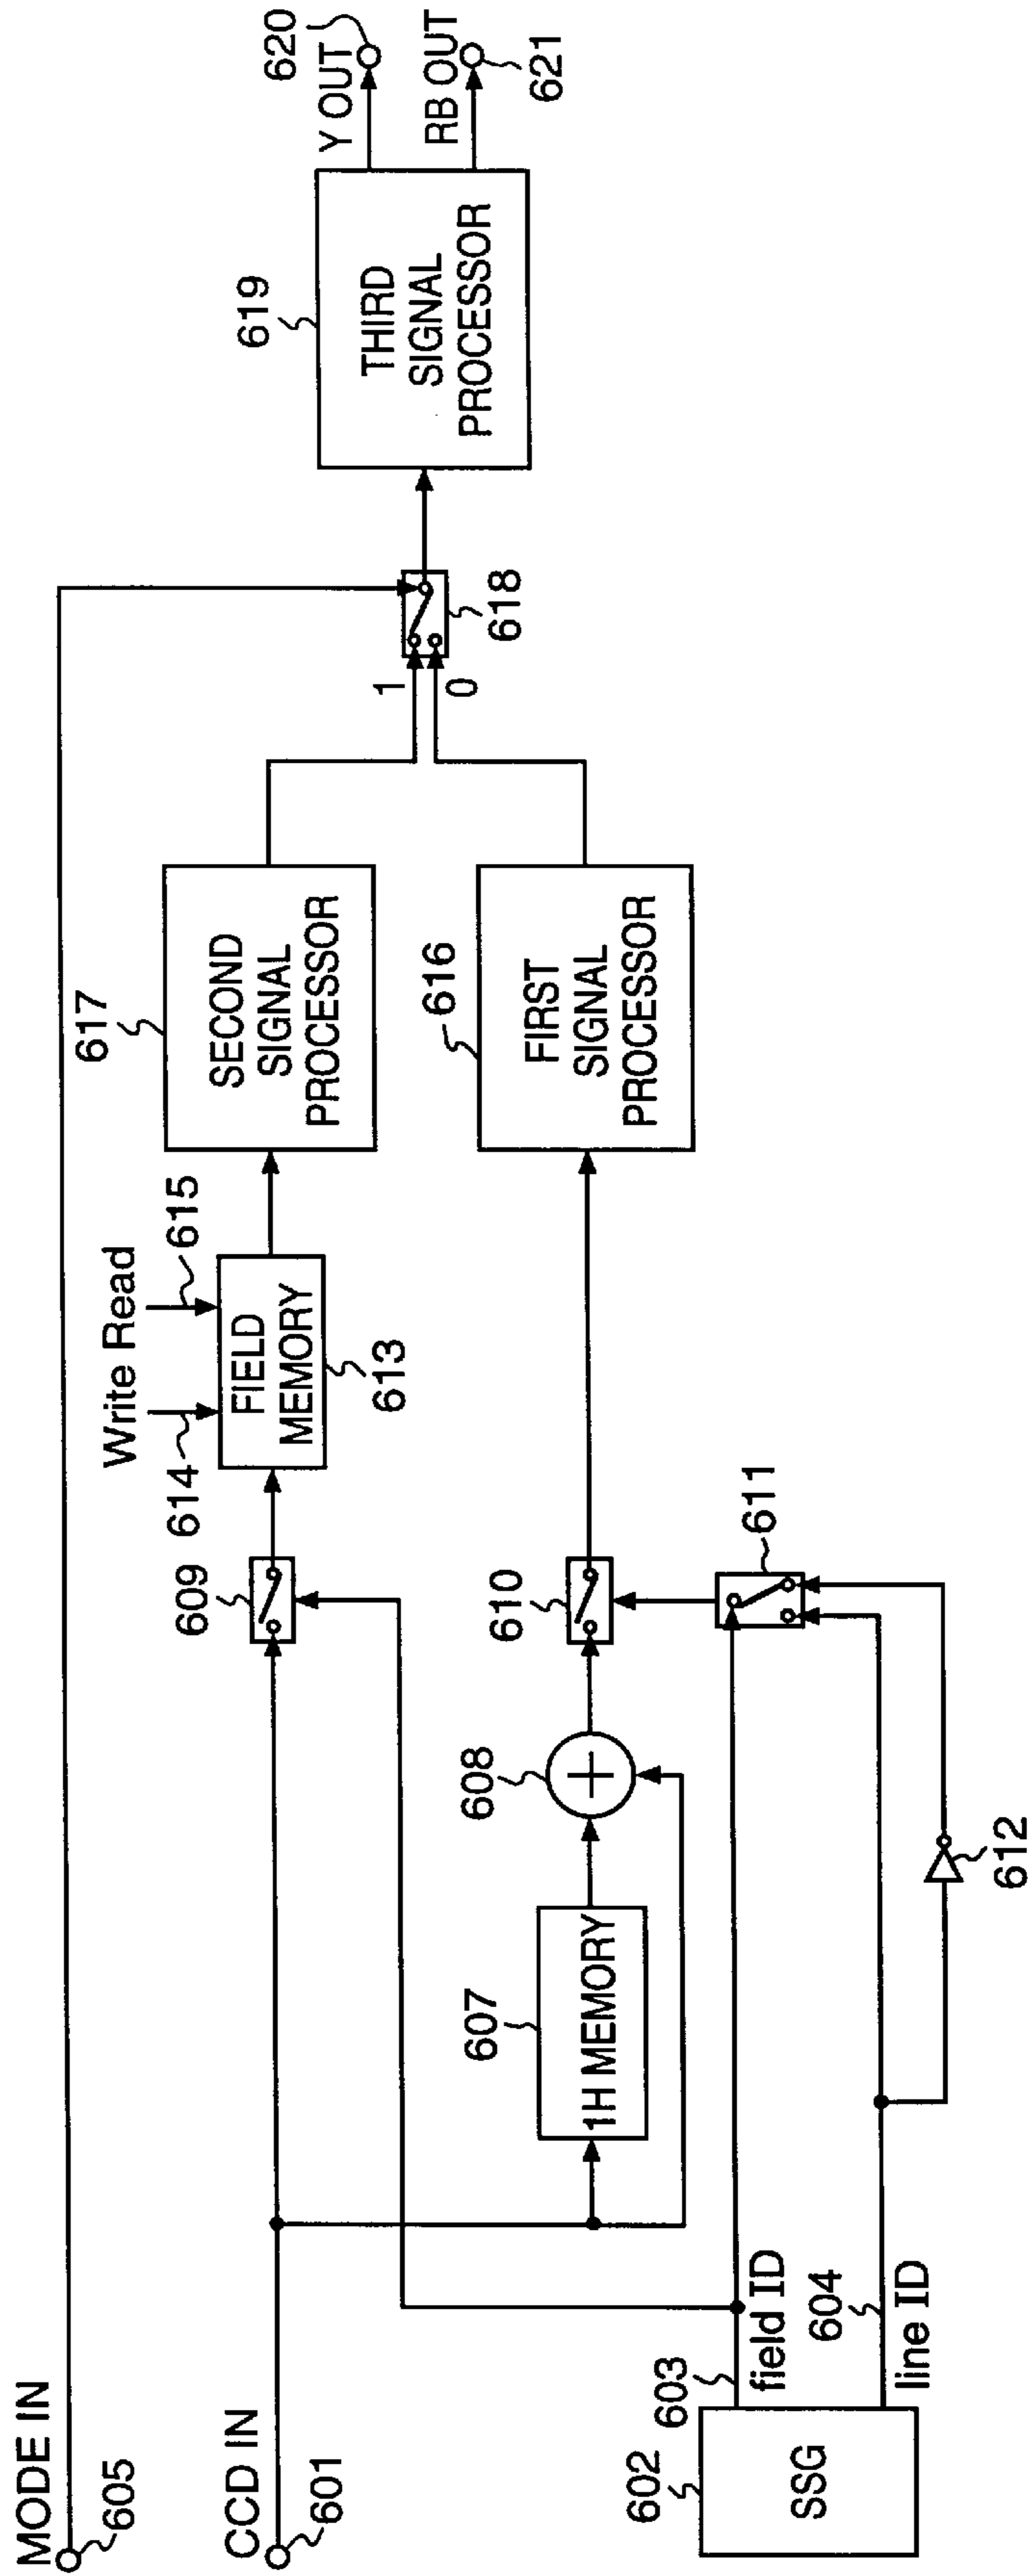 MODE IN
605
CCD IN
601
602
SSG
603
field ID
604
line ID
607
1H MEMORY
608
612
609
610
611
614
Write Read
615
FIELD
MEMORY
613
617
SECOND
SIGNAL
PROCESSOR
616
FIRST
SIGNAL
PROCESSOR
1
0
618
619
THIRD
SIGNAL
PROCESSOR
Y OUT
620
RB OUT
621